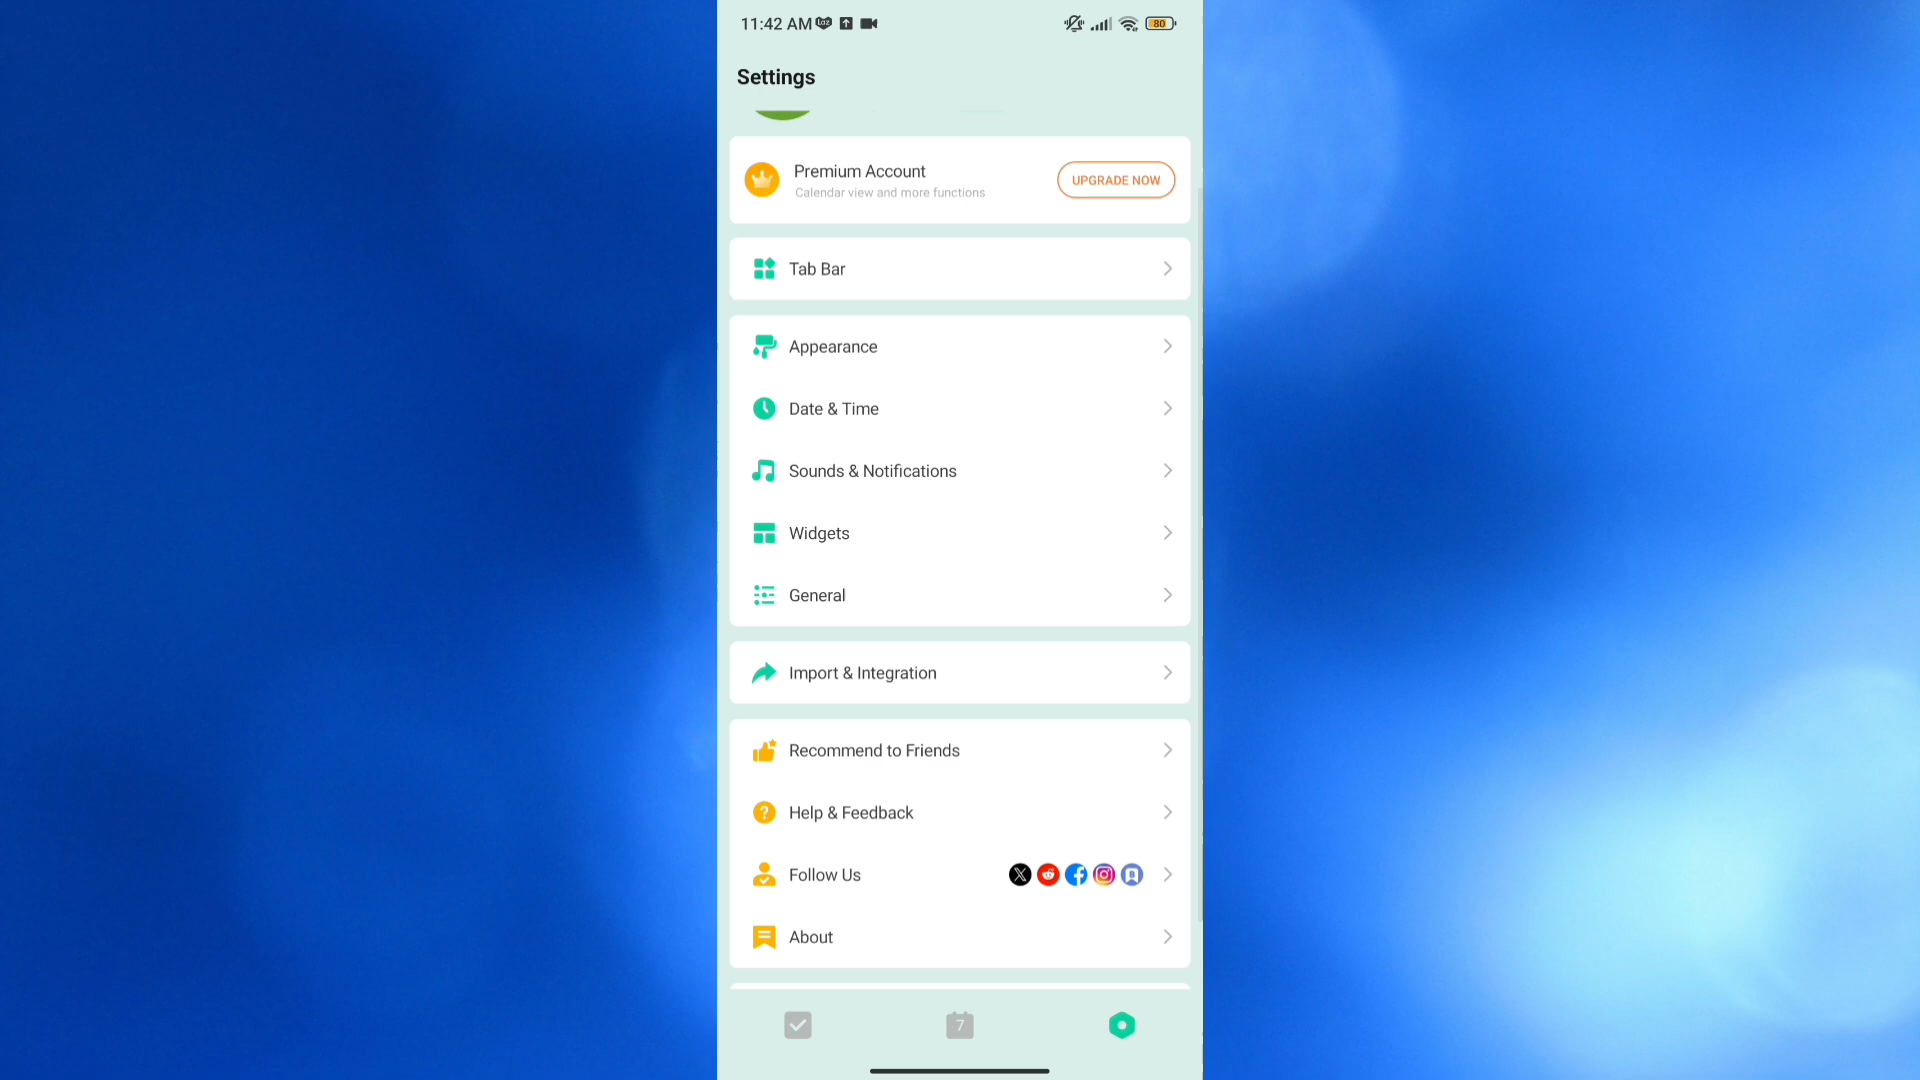 11:42 AM
80
Settings
Premium Account
Calendar view and more functions
UPGRADE NOW
Tab Bar
Appearance
Date & Time
Sounds & Notifications
Widgets
General
Import & Integration
Recommend to Friends
Help & Feedback
Follow Us
About
7